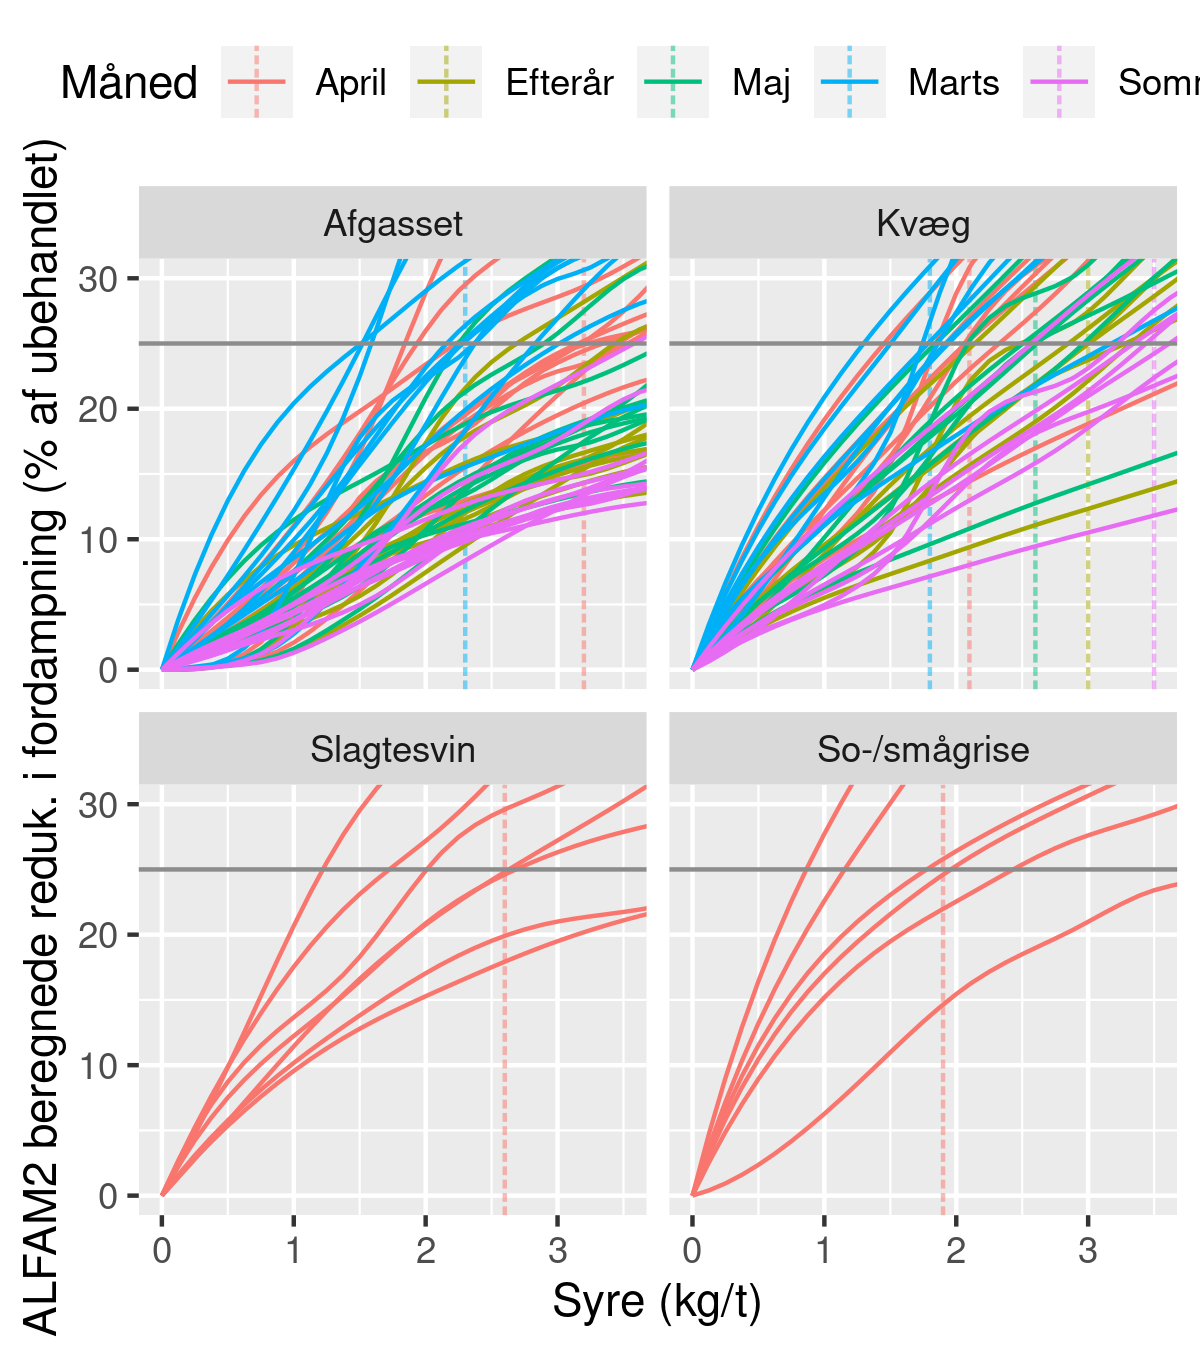 Måned April Efterår Maj Marts Somm
ALFAM2 beregnede reduk. i fordampning (% af ubehandlet)
Afgasset Kvæg
30
20
10
0
Slagtesvin So-/smågrise
30
20
10
0
0 1 2 3 0 1 2 3
Syre (kg/t)